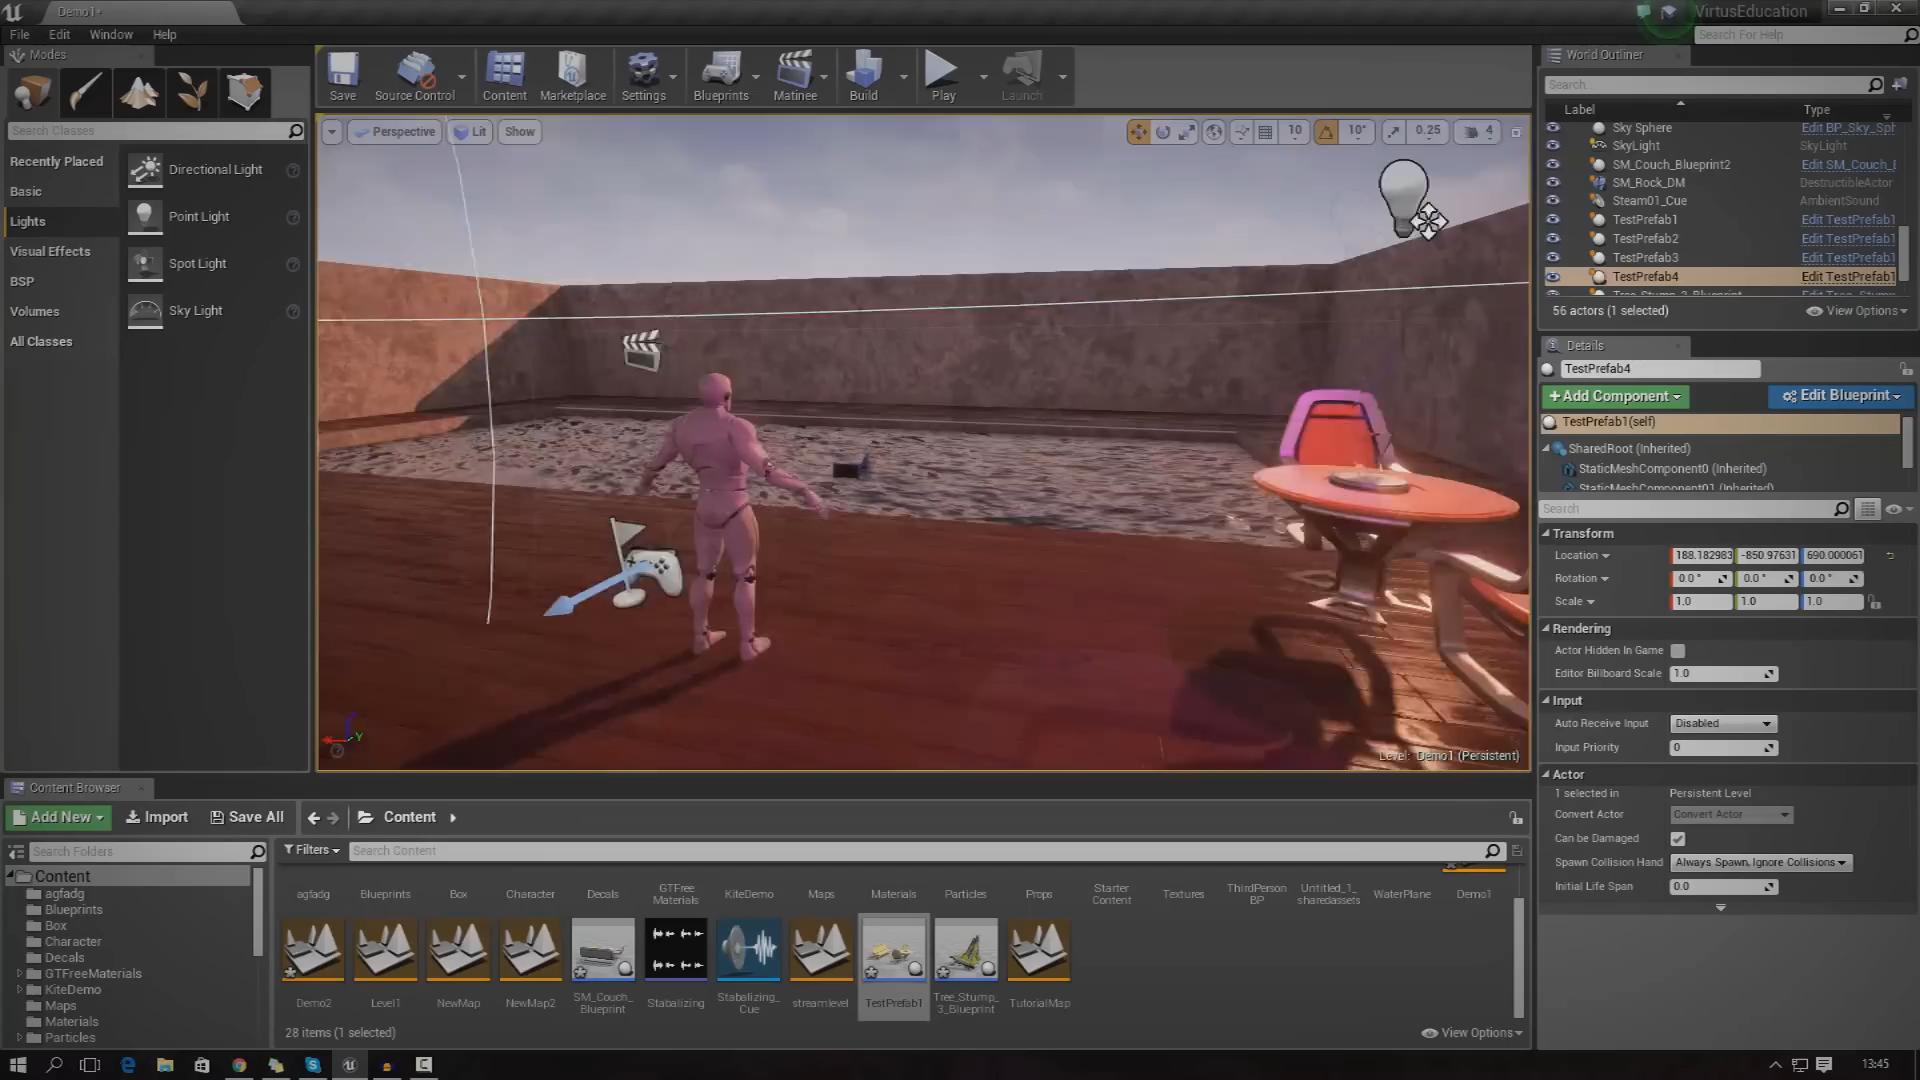 Demo1*
VirtusEducation
File Edit Window Help
Search For Help
Modes
World Outliner
Save
Source Control
Content
Marketplace
Settings
Blueprints
Matinee
Build
Play
Launch
Search...
Label
Type
Search Classes
Perspective
Lit
Show
10
10°
0.25
4
Sky Sphere
Edit BP_Sky_Sph
SkyLight
SkyLight
SM_Couch_Blueprint2
Edit SM_Couch_
SM_Rock_DM
DestructibleActor
Steam01_Cue
AmbientSound
TestPrefab1
Edit TestPrefab1
TestPrefab2
Edit TestPrefab1
TestPrefab3
Edit TestPrefab1
TestPrefab4
Edit TestPrefab1
56 actors (1 selected)
View Options
Recently Placed
Basic
Lights
Visual Effects
BSP
Volumes
All Classes
Directional Light
Point Light
Spot Light
Sky Light
Details
TestPrefab4
+ Add Component
Edit Blueprint
TestPrefab1(self)
SharedRoot (Inherited)
StaticMeshComponent0 (Inherited)
StaticMeshComponent01 (Inherited)
Search
Transform
Location
188.182983
-850.97631
690.000061
Rotation
0.0 °
0.0 °
0.0 °
Scale
1.0
1.0
1.0
Rendering
Actor Hidden In Game
Editor Billboard Scale
1.0
Input
Auto Receive Input
Disabled
Input Priority
0
Actor
1 selected in
Persistent Level
Convert Actor
Convert Actor
Can be Damaged
Spawn Collision Hand
Always Spawn, Ignore Collisions
Initial Life Span
0.0
Y
Level: Demo1 (Persistent)
Content Browser
Add New
Import
Save All
Content
Search Folders
Filters
Search Content
Content
agfadg
Blueprints
Box
Character
Decals
GTFreeMaterials
KiteDemo
Maps
Materials
Particles
agfadg
Blueprints
Box
Character
Decals
GTFree
Materials
KiteDemo
Maps
Materials
Particles
Props
Starter
Content
Textures
ThirdPerson
BP
Untitled_1_
sharedassets
WaterPlane
Demo1
Demo2
Level1
NewMap
NewMap2
SM_Couch_
Blueprint
Stabalizing
Stabalizing_
Cue
streamlevel
TestPrefab1
Tree_Stump_
3_Blueprint
TutorialMap
28 items (1 selected)
View Options
13:45